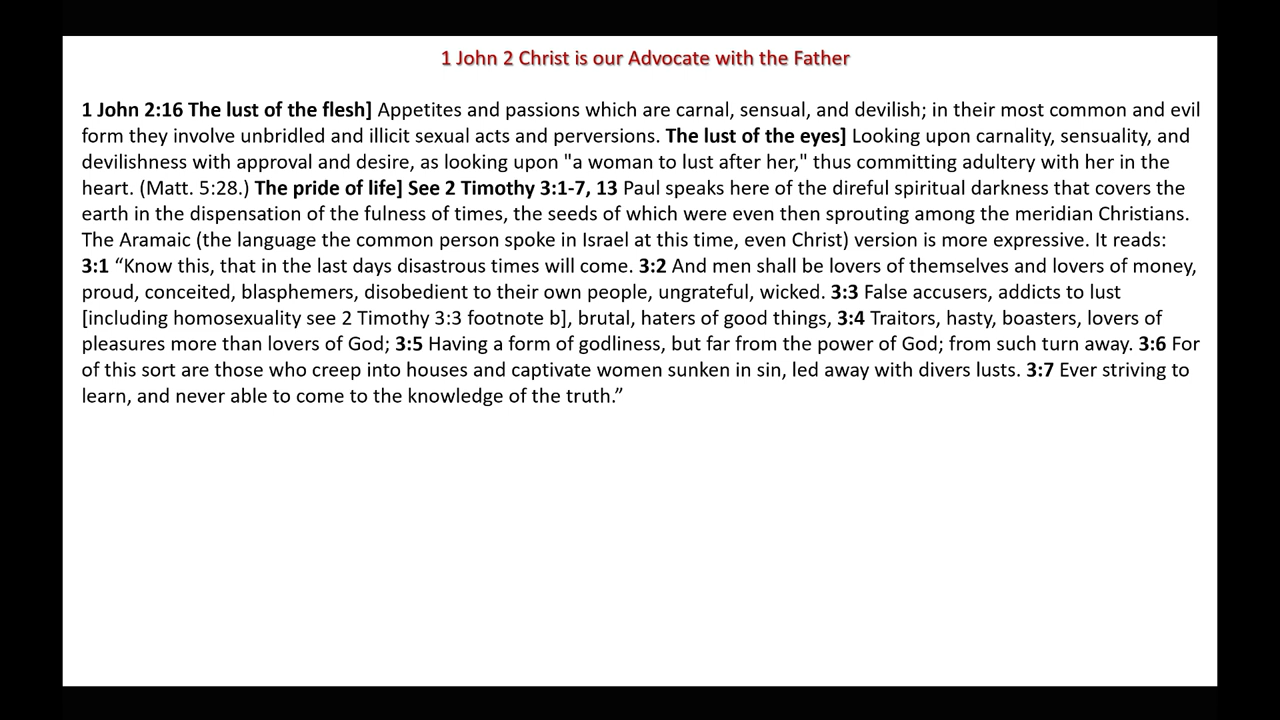 1 John 2 Christ is our Advocate with the Father
1 John 2:16 The lust of the flesh] Appetites and passions which are carnal, sensual, and devilish; in their most common and evil
form they involve unbridled and illicit sexual acts and perversions. The lust of the eyes] Looking upon carnality, sensuality, and
devilishness with approval and desire, as looking upon "a woman to lust after her," thus committing adultery with her in the
heart. (Matt. 5:28.) The pride of life] See 2 Timothy 3:1-7, 13 Paul speaks here of the direful spiritual darkness that covers the
earth in the dispensation of the fulness of times, the seeds of which were even then sprouting among the meridian Christians.
The Aramaic (the language the common person spoke in Israel at this time, even Christ) version is more expressive. It reads:
3:1 “Know this, that in the last days disastrous times will come. 3:2 And men shall be lovers of themselves and lovers of money,
proud, conceited, blasphemers, disobedient to their own people, ungrateful, wicked. 3:3 False accusers, addicts to lust
[including homosexuality see 2 Timothy 3:3 footnote b], brutal, haters of good things, 3:4 Traitors, hasty, boasters, lovers of
pleasures more than lovers of God; 3:5 Having a form of godliness, but far from the power of God; from such turn away. 3:6 For
of this sort are those who creep into houses and captivate women sunken in sin, led away with divers lusts. 3:7 Ever striving to
learn, and never able to come to the knowledge of the truth.”